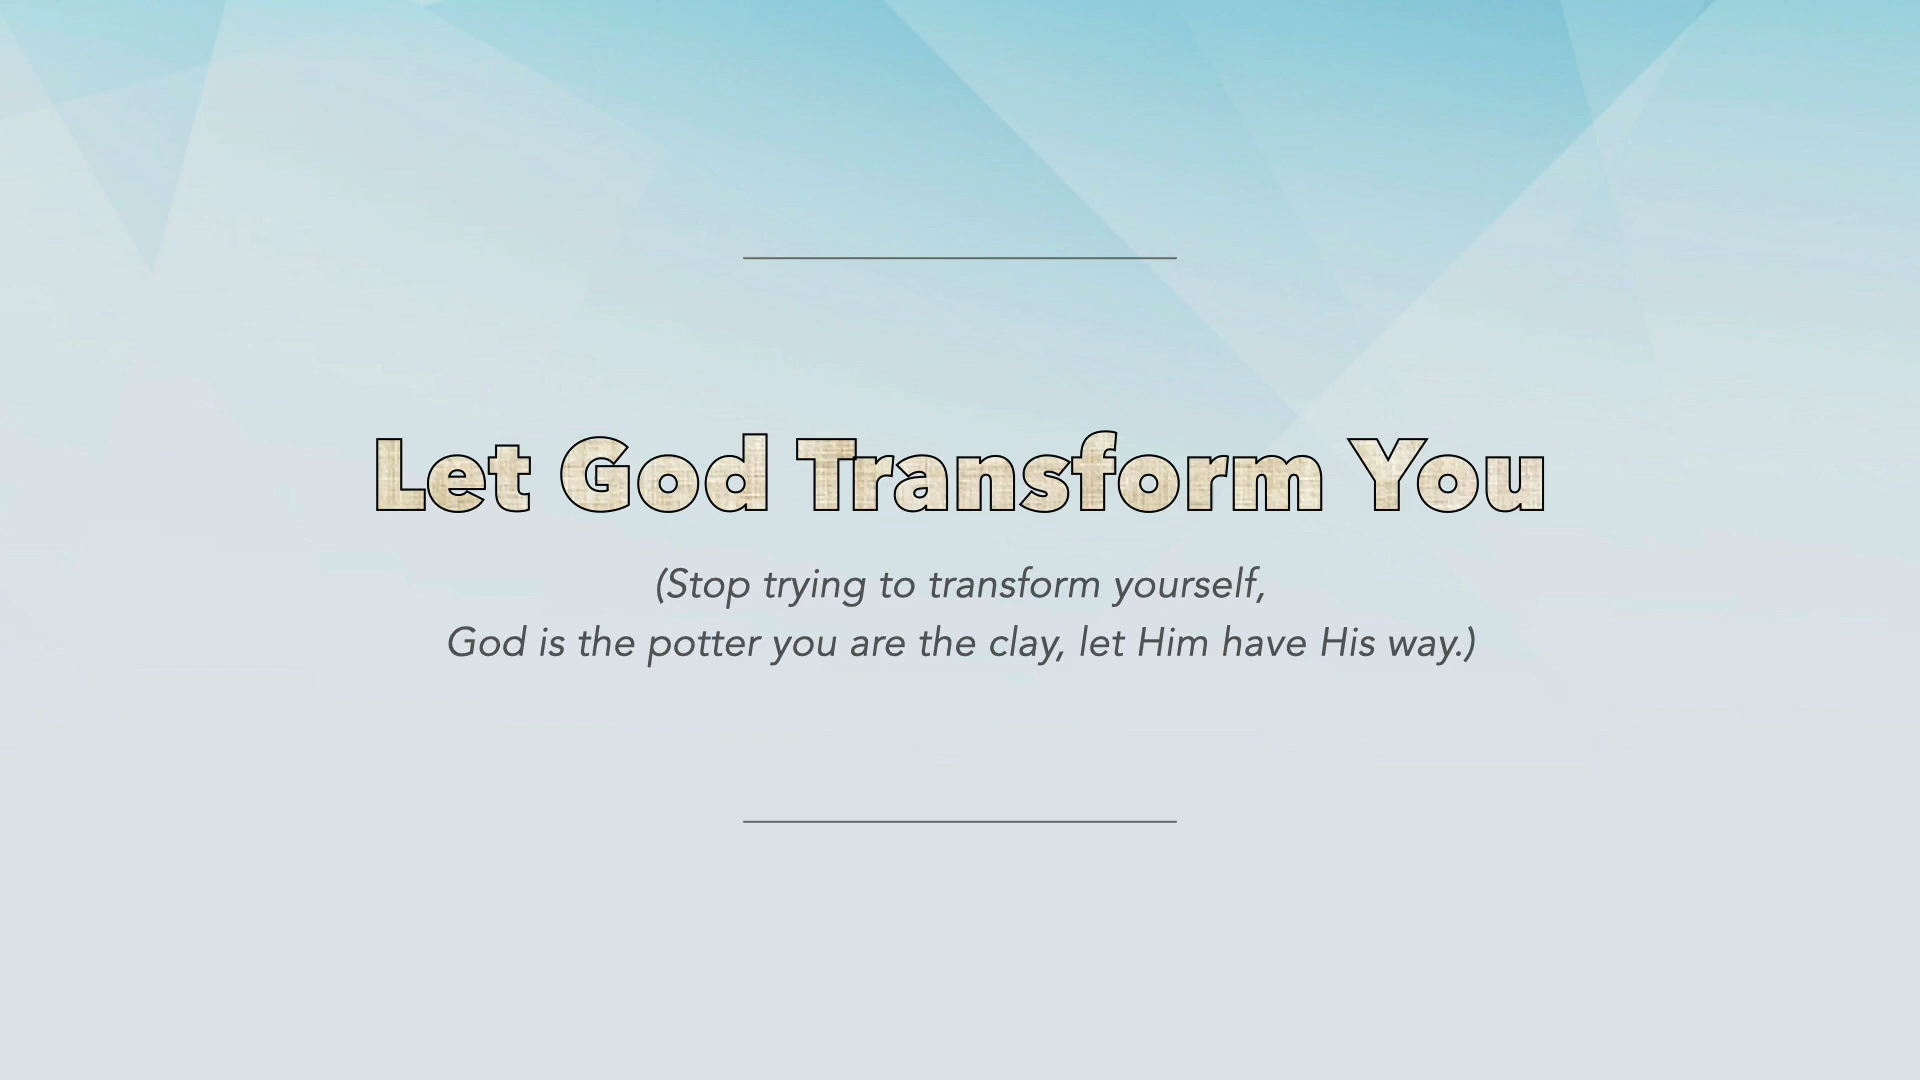 Let God Transform You
(Stop trying to transform yourself,
God is the potter you are the clay, let Him have His way.)